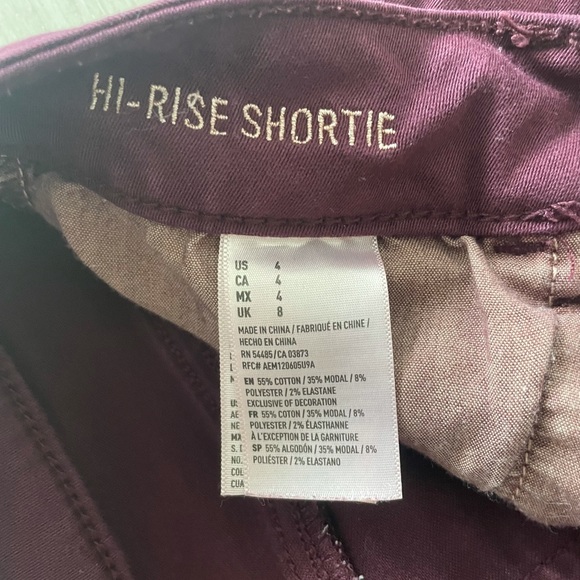 HI-RISE SHORTIE
US 4
CA 4
MX 4
UK 8
MADE IN CHINA / FABRIQUÉ EN CHINE /
HECHO EN CHINA
RN 54485/CA 03873
RFC# AEM120605U9A
EN 55% COTTON / 35% MODAL / 8%
POLYESTER / 2% ELASTANE
EXCLUSIVE OF DECORATION
FR 55% COTON / 35% MODAL / 8%
POLYESTER / 2% ÉLASTHANNE
À L'EXCEPTION DE LA GARNITURE
SP 55% ALGODÓN / 35% MODAL / 8%
POLIÉSTER / 2% ELASTANO